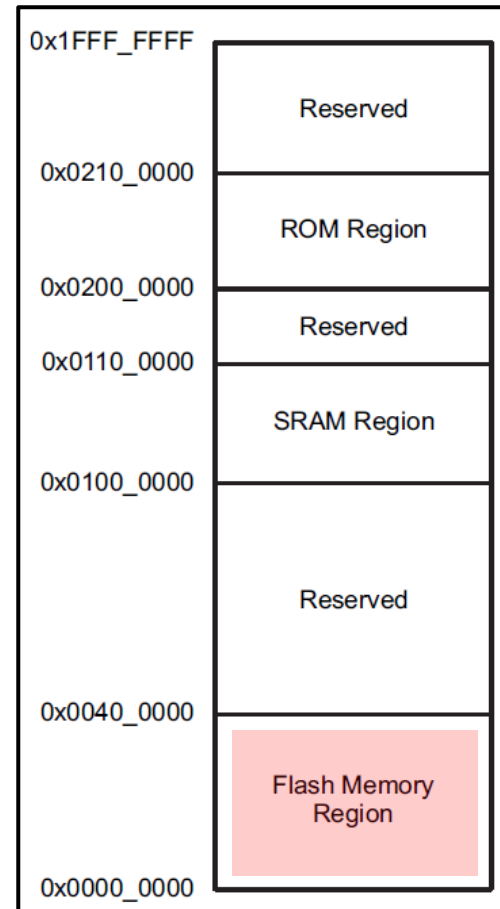 0x1FFF_FFFF
Reserved
0x0210_0000
ROM Region
0x0200_0000
Reserved
0x0110_0000
SRAM Region
0x0100_0000
Reserved
0x0040_0000
Flash Memory
Region
0x0000_0000